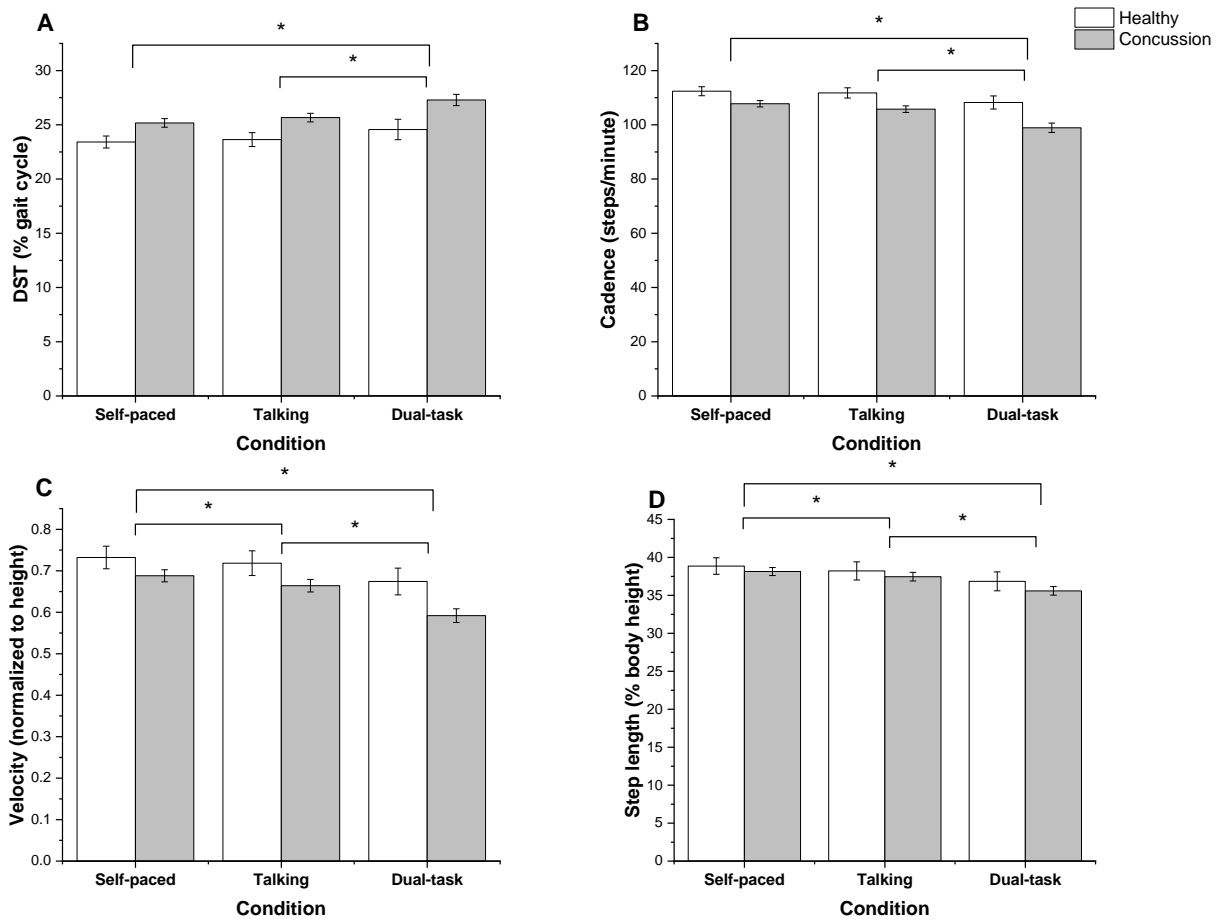 A
*
*
DST (% gait cycle)
30
25
20
15
10
5
0
Self-paced Talking Dual-task
Condition
B
*
*
Healthy
Concussion
Cadence (steps/minute)
120
100
80
60
40
20
0
Self-paced Talking Dual-task
Condition
C
*
*
*
Velocity (normalized to height)
0.8
0.7
0.6
0.5
0.4
0.3
0.2
0.1
0.0
Self-paced Talking Dual-task
Condition
D
*
*
*
Step length (% body height)
45
40
35
30
25
20
15
10
5
0
Self-paced Talking Dual-task
Condition